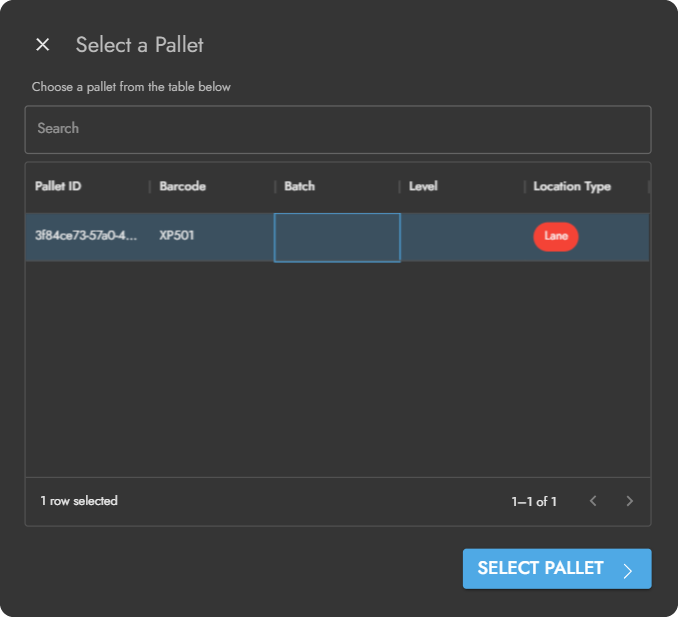 Select a Pallet
Choose a pallet from the table below
Search
Pallet ID Barcode Batch Level Location Type
3f84ce73-57a0-4... XP501 Lane
1 row selected 1–1 of 1
SELECT PALLET